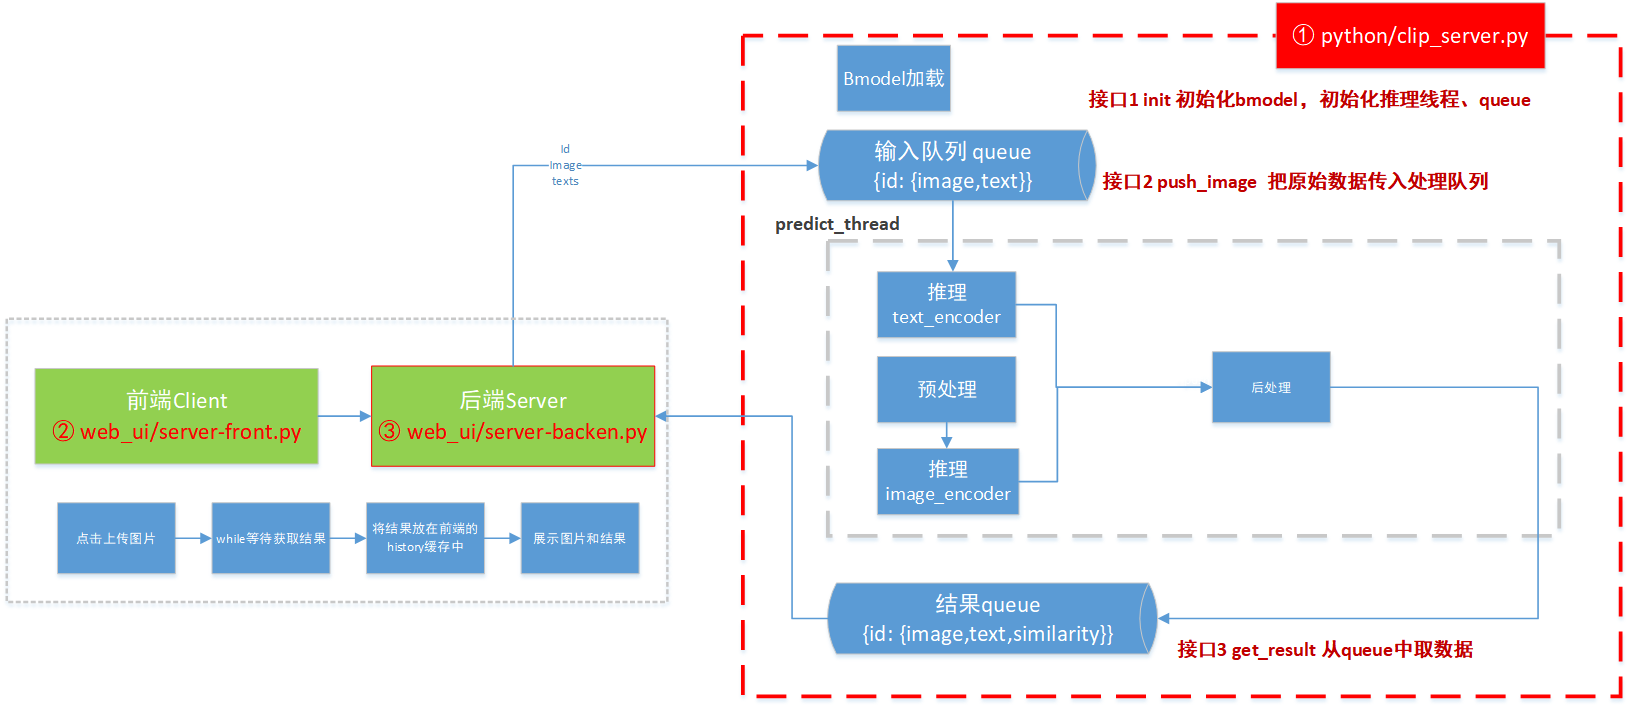 ① python/clip_server.py
Bmodel加载
接口1 init 初始化bmodel，初始化推理线程、queue
Id
Image
texts
输入队列 queue
{id: {image,text}}
接口2 push_image 把原始数据传入处理队列
predict_thread
推理
text_encoder
预处理
推理
image_encoder
后处理
前端Client
② web_ui/server-front.py
后端Server
③ web_ui/server-backen.py
点击上传图片
while等待获取结果
将结果放在前端的
history缓存中
展示图片和结果
结果queue
{id: {image,text,similarity}}
接口3 get_result 从queue中取数据